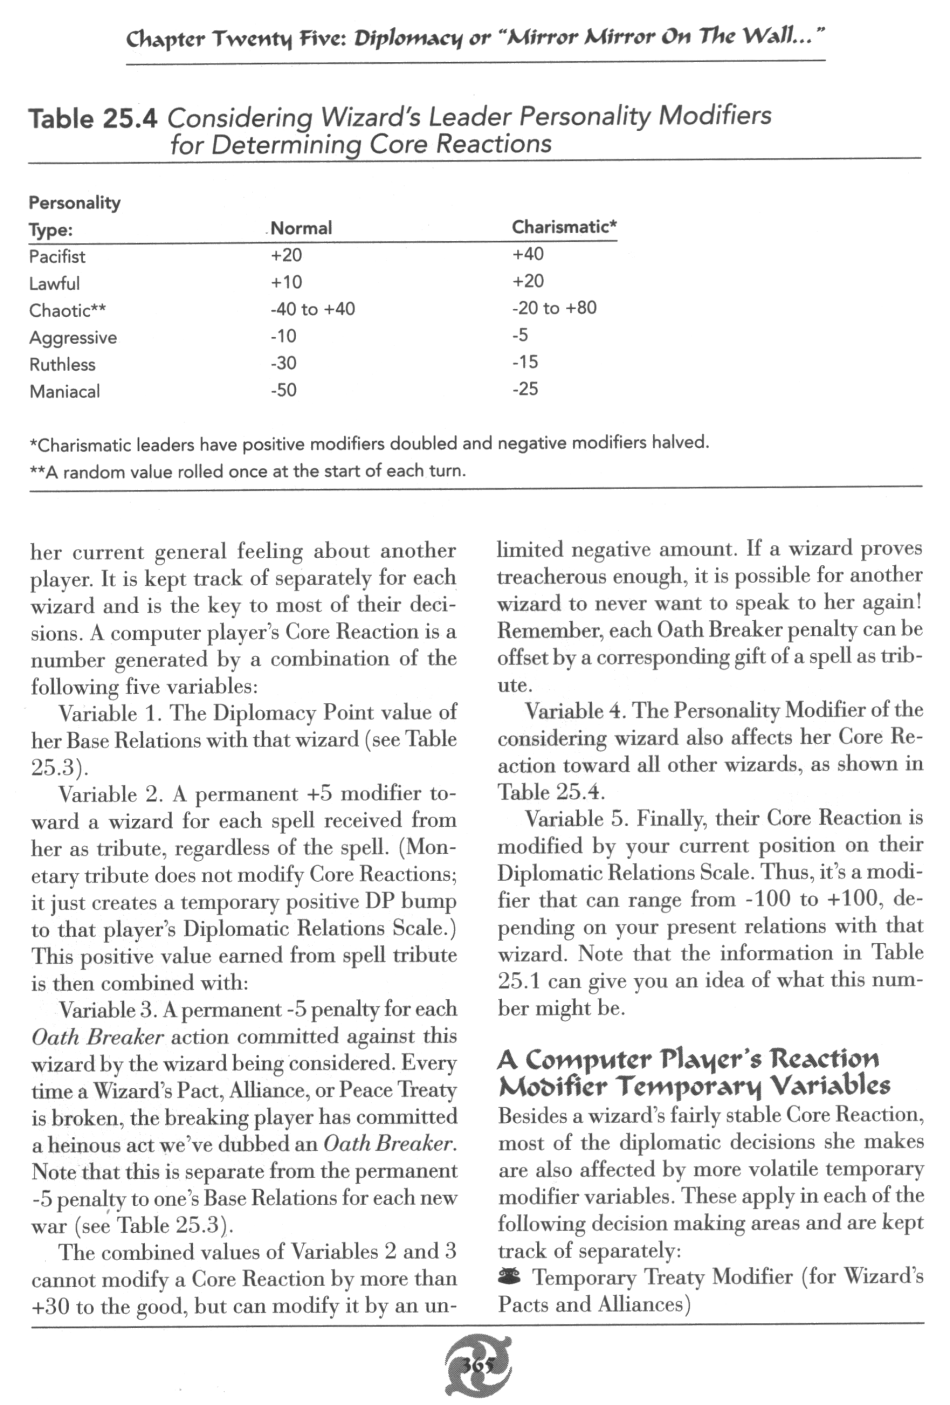 Chapter Twenty Five: Diplomacy or "Mirror Mirror On The Wall..."
Table 25.4 Considering Wizard's Leader Personality Modifiers
for Determining Core Reactions
Personality
Type: Normal Charismatic*
Pacifist +20 +40
Lawful +10 +20
Chaotic** -40 to +40 -20 to +80
Aggressive -10 -5
Ruthless -30 -15
Maniacal -50 -25
*Charismatic leaders have positive modifiers doubled and negative modifiers halved.
**A random value rolled once at the start of each turn.
her current general feeling about another
player. It is kept track of separately for each
wizard and is the key to most of their deci-
sions. A computer player's Core Reaction is a
number generated by a combination of the
following five variables:
Variable 1. The Diplomacy Point value of
her Base Relations with that wizard (see Table
25.3).
Variable 2. A permanent +5 modifier to-
ward a wizard for each spell received from
her as tribute, regardless of the spell. (Mon-
etary tribute does not modify Core Reactions;
it just creates a temporary positive DP bump
to that player's Diplomatic Relations Scale.)
This positive value earned from spell tribute
is then combined with:
Variable 3. A permanent -5 penalty for each
Oath Breaker action committed against this
wizard by the wizard being considered. Every
time a Wizard's Pact, Alliance, or Peace Treaty
is broken, the breaking player has committed
a heinous act we've dubbed an Oath Breaker.
Note that this is separate from the permanent
-5 penalty to one's Base Relations for each new
war (see Table 25.3).
The combined values of Variables 2 and 3
cannot modify a Core Reaction by more than
+30 to the good, but can modify it by an un-
limited negative amount. If a wizard proves
treacherous enough, it is possible for another
wizard to never want to speak to her again!
Remember, each Oath Breaker penalty can be
offset by a corresponding gift of a spell as trib-
ute.
Variable 4. The Personality Modifier of the
considering wizard also affects her Core Re-
action toward all other wizards, as shown in
Table 25.4.
Variable 5. Finally, their Core Reaction is
modified by your current position on their
Diplomatic Relations Scale. Thus, it's a modi-
fier that can range from -100 to +100, de-
pending on your present relations with that
wizard. Note that the information in Table
25.1 can give you an idea of what this num-
ber might be.
A Computer Player's Reaction
Modifier Temporary Variables
Besides a wizard's fairly stable Core Reaction,
most of the diplomatic decisions she makes
are also affected by more volatile temporary
modifier variables. These apply in each of the
following decision making areas and are kept
track of separately:
Temporary Treaty Modifier (for Wizard's
Pacts and Alliances)
365